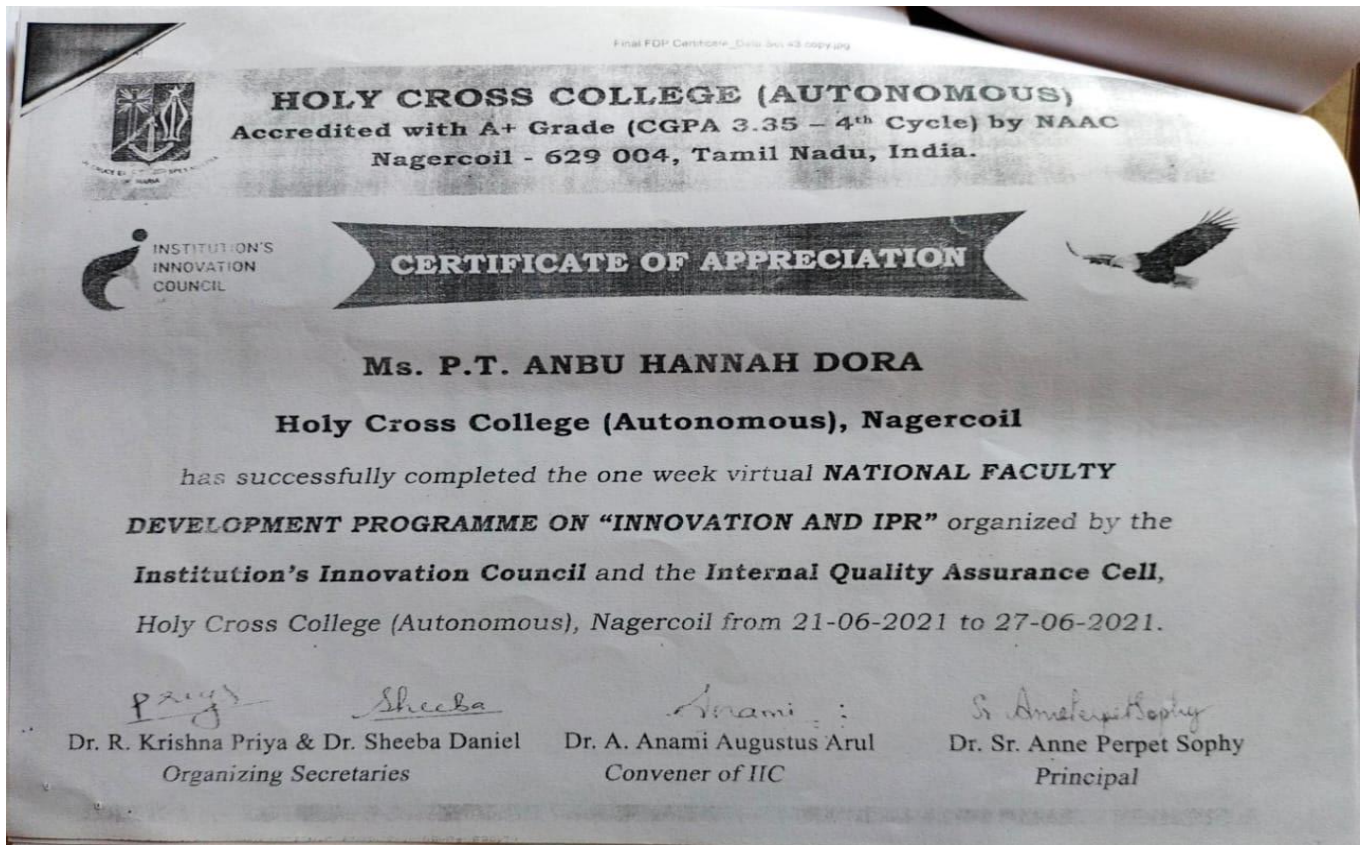 HOLY CROSS COLLEGE (AUTONOMOUS)
Accredited with A+ Grade (CGPA 3.35 – 4th Cycle) by NAAC
Nagercoil - 629 004, Tamil Nadu, India.
INSTITUTION'S
INNOVATION
COUNCIL
CERTIFICATE OF APPRECIATION
Ms. P.T. ANBU HANNAH DORA
Holy Cross College (Autonomous), Nagercoil
has successfully completed the one week virtual NATIONAL FACULTY
DEVELOPMENT PROGRAMME ON “INNOVATION AND IPR” organized by the
Institution's Innovation Council and the Internal Quality Assurance Cell,
Holy Cross College (Autonomous), Nagercoil from 21-06-2021 to 27-06-2021.
Priya Sheeba Anami
Dr. R. Krishna Priya & Dr. Sheeba Daniel Dr. A. Anami Augustus Arul Dr. Sr. Anne Perpet Sophy
Organizing Secretaries Convener of IIC Principal